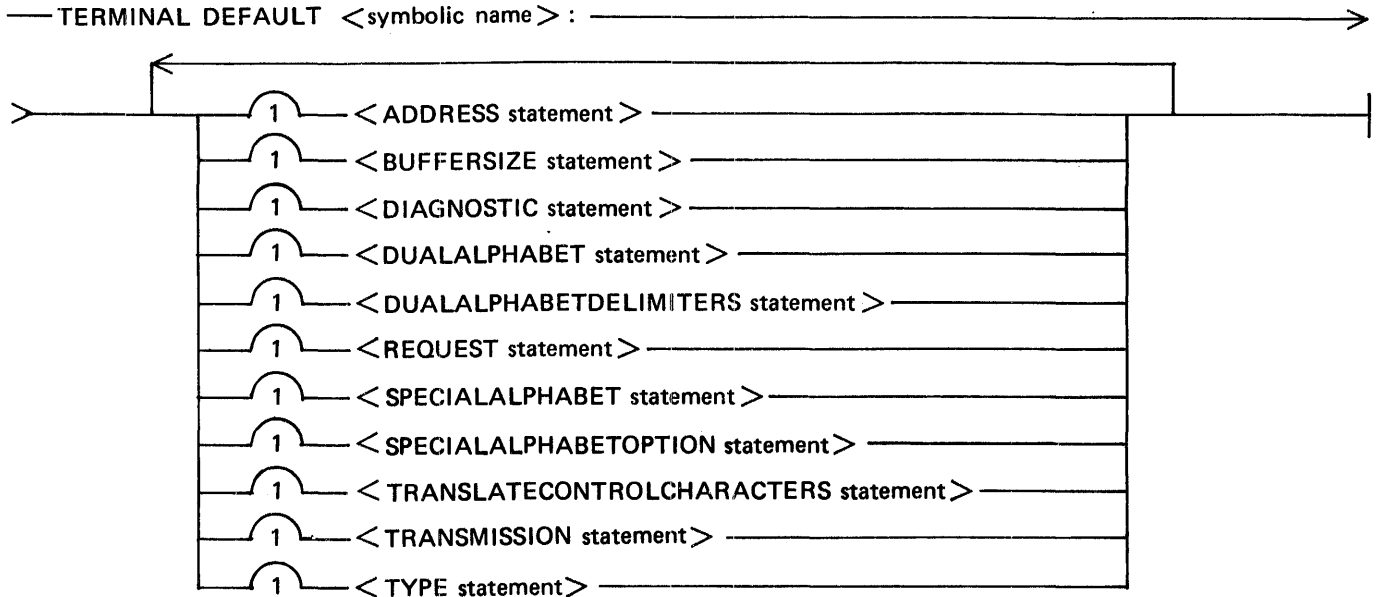 TERMINAL DEFAULT <symbolic name> :
1 <ADDRESS statement>
1 <BUFFERSIZE statement>
1 <DIAGNOSTIC statement>
1 <DUALALPHABET statement>
1 <DUALALPHABETDELIMITERS statement>
1 <REQUEST statement>
1 <SPECIALALPHABET statement>
1 <SPECIALALPHABETOPTION statement>
1 <TRANSLATECONTROLCHARACTERS statement>
1 <TRANSMISSION statement>
1 <TYPE statement>